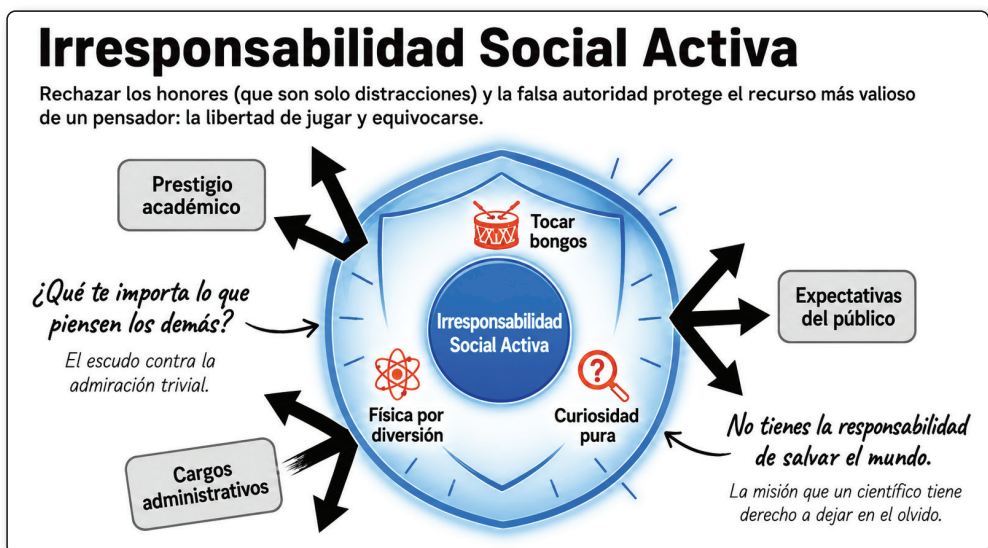 Irresponsabilidad Social Activa
Rechazar los honores (que son solo distracciones) y la falsa autoridad protege el recurso más valioso
de un pensador: la libertad de jugar y equivocarse.
Prestigio
académico
Tocar
bongos
¿Qué te importa lo que
piensen los demás?
El escudo contra la
admiración trivial.
Irresponsabilidad
Social Activa
Expectativas
del público
Física por
diversión
Curiosidad
pura
Cargos
administrativos
No tienes la responsabilidad
de salvar el mundo.
La misión que un científico tiene
derecho a dejar en el olvido.